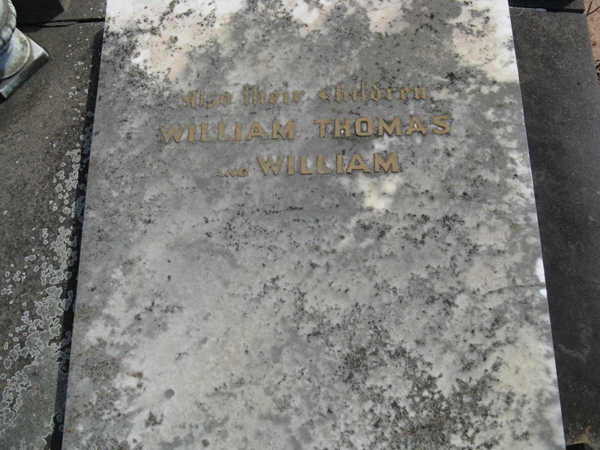 Also their children,
WILLIAM THOMAS
AND WILLIAM